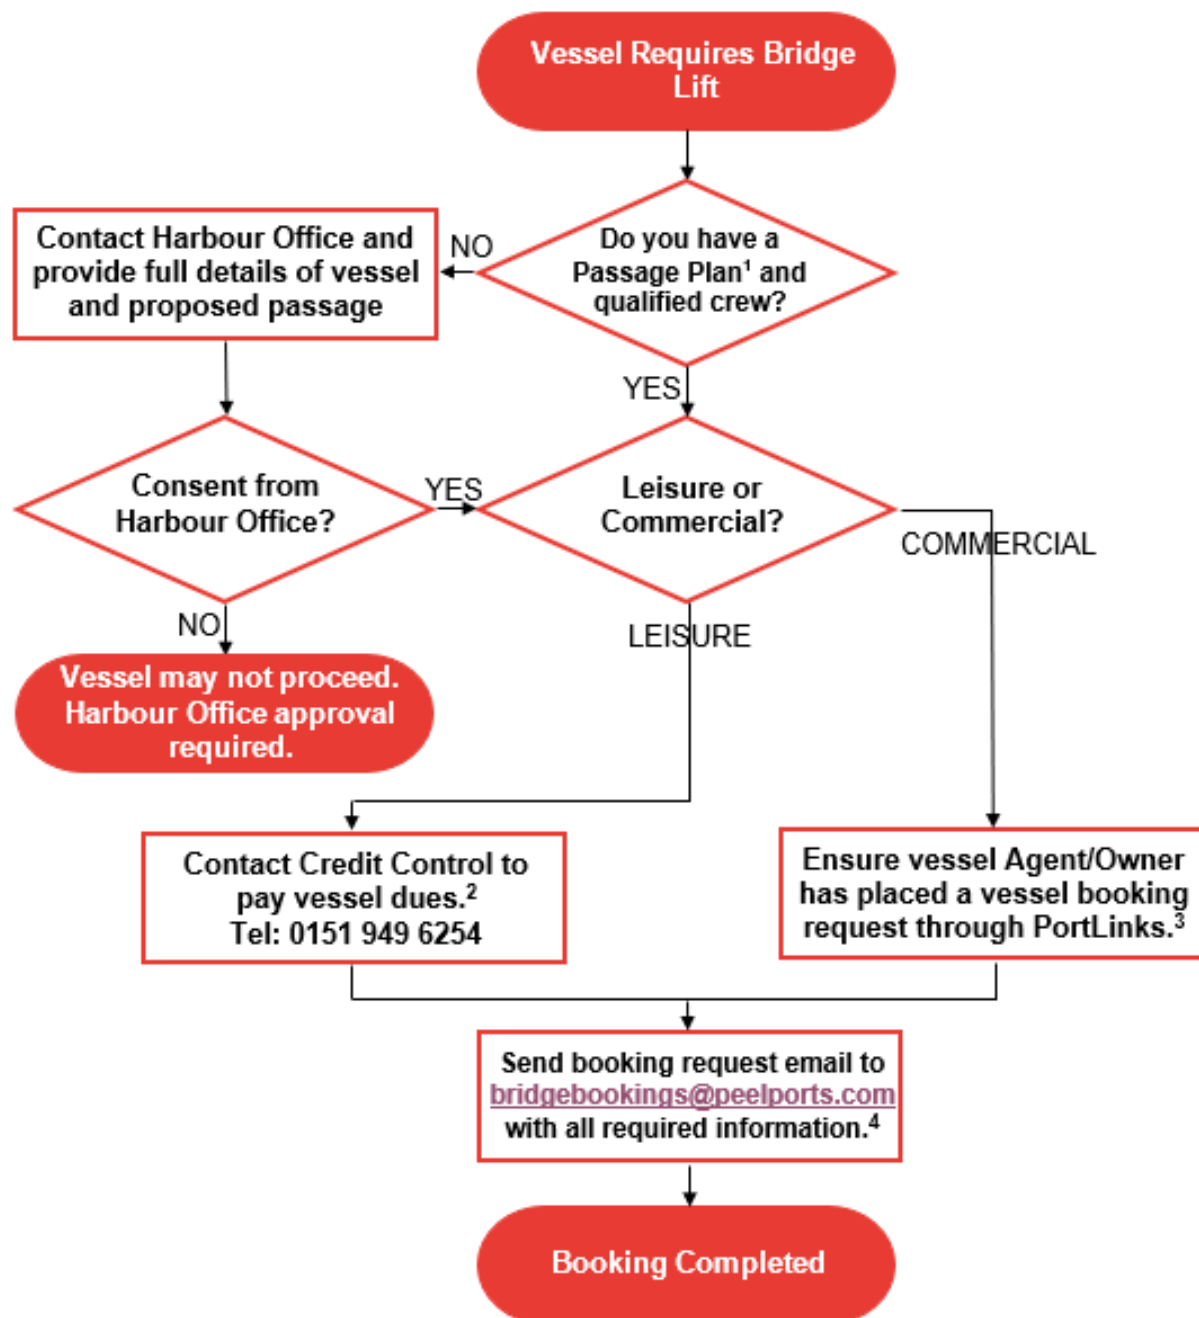 Vessel Requires Bridge
Lift
Do you have a
Passage Plan¹ and
qualified crew?
NO
Contact Harbour Office and
provide full details of vessel
and proposed passage
YES
Consent from
Harbour Office?
YES
Leisure or
Commercial?
COMMERCIAL
NO
LEISURE
Vessel may not proceed.
Harbour Office approval
required.
Contact Credit Control to
pay vessel dues.²
Tel: 0151 949 6254
Ensure vessel Agent/Owner
has placed a vessel booking
request through PortLinks.³
Send booking request email to
bridgebookings@peelports.com
with all required information.⁴
Booking Completed